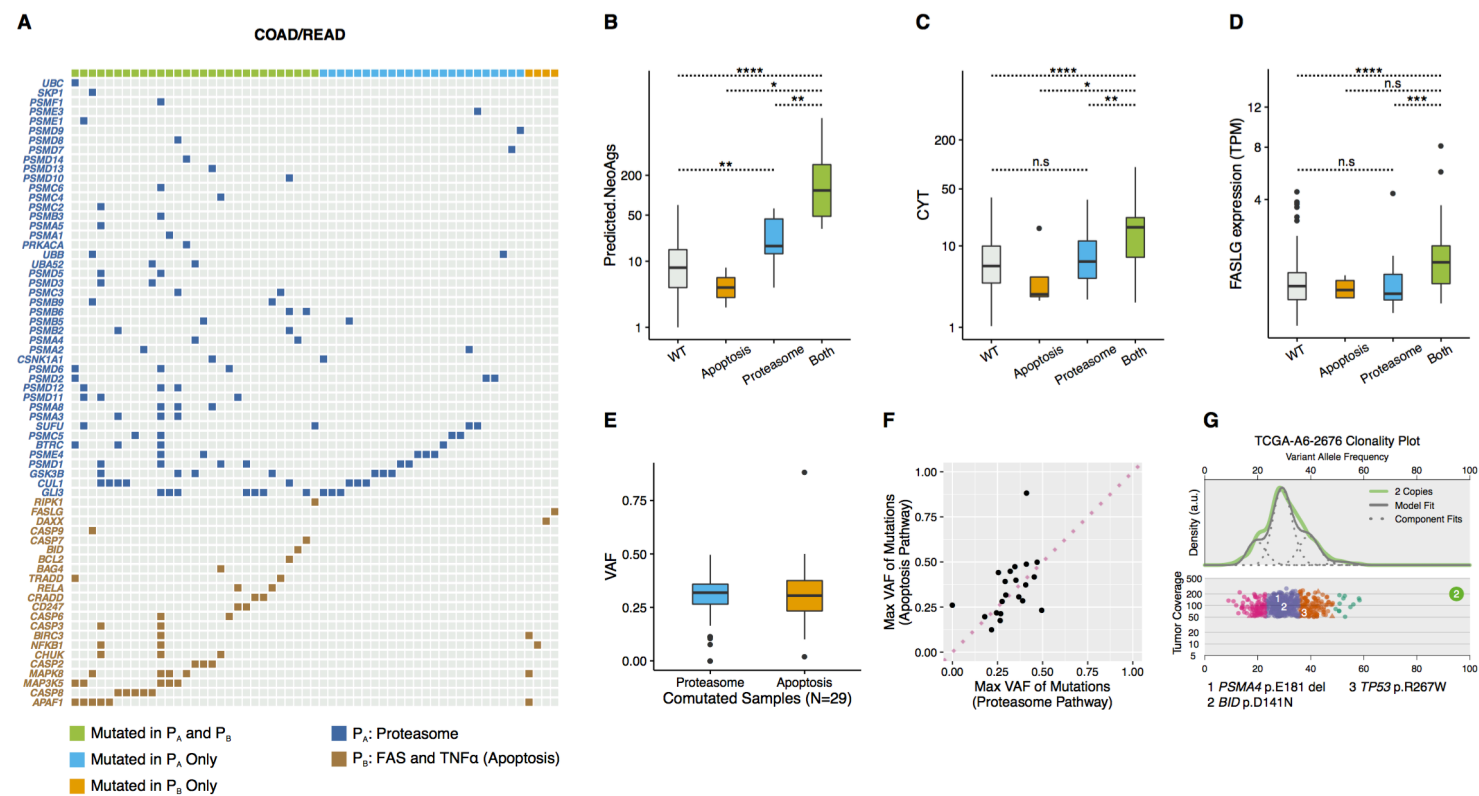 A
COAD/READ
UBC
SKP1
PSMF1
PSME3
PSME1
PSMD9
PSMD8
PSMD7
PSMD14
PSMD13
PSMD10
PSMC6
PSMC4
PSMC2
PSMB3
PSMA5
PSMA1
PRKACA
UBB
UBA52
PSMD5
PSMD3
PSMC3
PSMB9
PSMB6
PSMB5
PSMB2
PSMA4
PSMA2
CSNK1A1
PSMD6
PSMD2
PSMD12
PSMD11
PSMA8
PSMA3
SUFU
PSMC5
BTRC
PSME4
PSMD1
GSK3B
CUL1
GLI3
RIPK1
FASLG
DAXX
CASP9
CASP7
BID
BCL2
BAG4
TRADD
RELA
CRADD
CD247
CASP6
CASP3
BIRC3
NFKB1
CHUK
CASP2
MAPK8
MAP3K5
CASP8
APAF1
Mutated in PA and PB
Mutated in PA Only
Mutated in PB Only
PA: Proteasome
PB: FAS and TNFα (Apoptosis)
B
****
*
**
**
Predicted.NeoAgs
200
50
10
1
WT
Apoptosis
Proteasome
Both
C
****
*
**
n.s
CYT
200
50
10
1
WT
Apoptosis
Proteasome
Both
D
****
n.s
***
n.s
FASLG expression (TPM)
12
8
4
WT
Apoptosis
Proteasome
Both
E
VAF
0.75
0.50
0.25
0.00
Proteasome
Apoptosis
Comutated Samples (N=29)
F
Max VAF of Mutations
(Apoptosis Pathway)
1.00
0.75
0.50
0.25
0.00
0.00
0.25
0.50
0.75
1.00
Max VAF of Mutations
(Proteasome Pathway)
G
TCGA-A6-2676 Clonality Plot
Variant Allele Frequency
0 20 40 60 80 100
Density (a.u.)
2 Copies
Model Fit
Component Fits
Tumor Coverage
500
200
100
50
20
10
5
1
2
3
2
0 20 40 60 80 100
1 PSMA4 p.E181 del
2 BID p.D141N
3 TP53 p.R267W